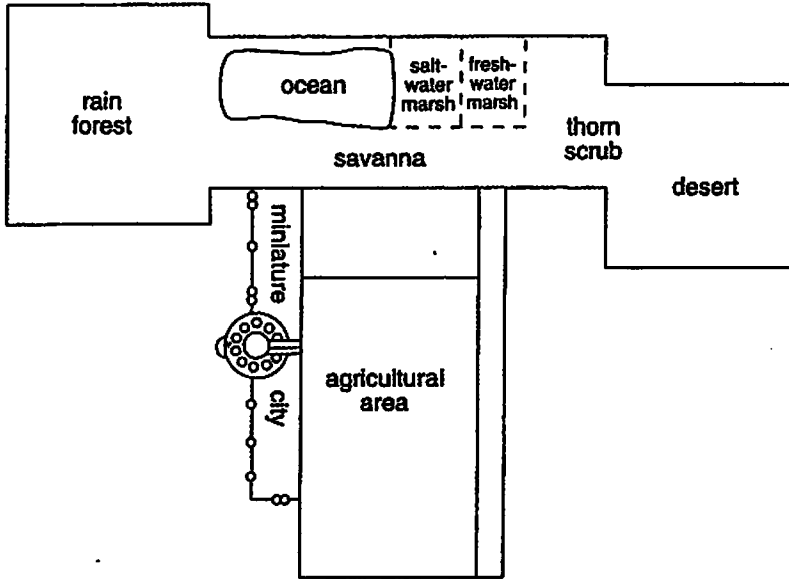 rain
forest
ocean
salt-
water
marsh
fresh-
water
marsh
thorn
scrub
savanna
desert
miniature
city
agricultural
area